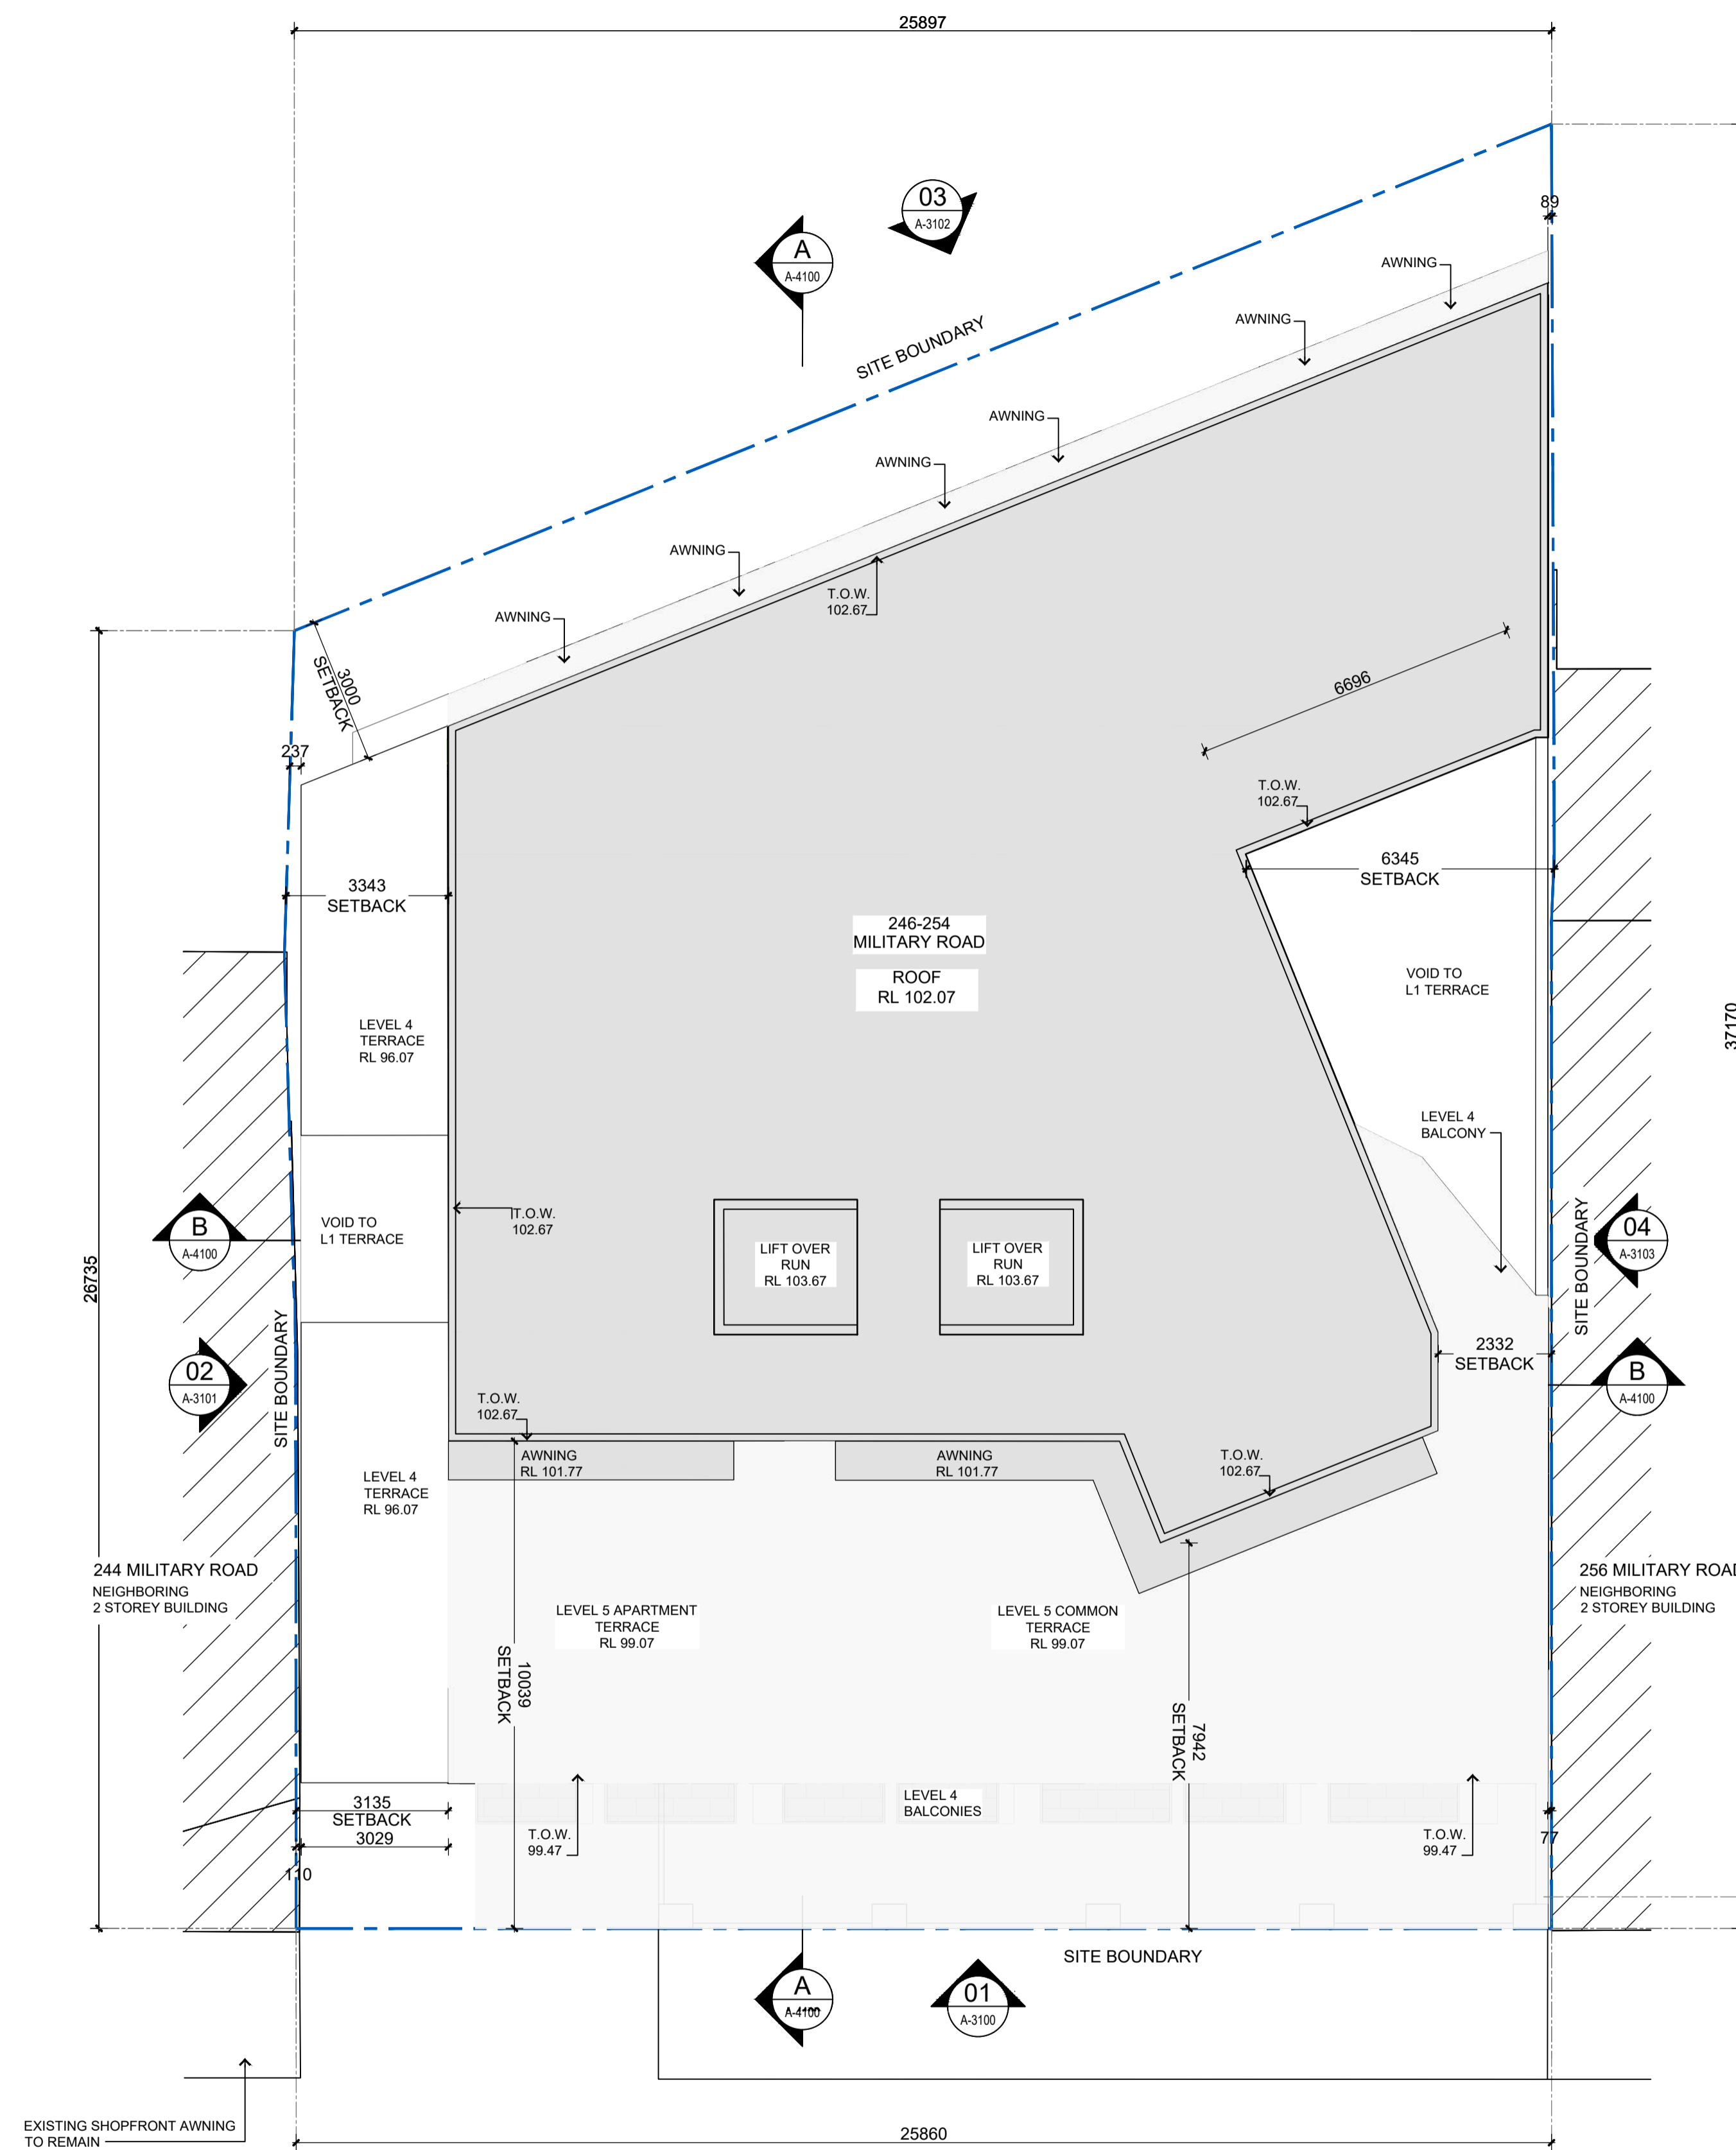 25897
03
A-3102
89
A
A-4100
AWNING
AWNING
SITE BOUNDARY
AWNING
AWNING
AWNING
T.O.W.
102.67
AWNING
3000
SETBACK
6696
237
T.O.W.
102.67
6345
SETBACK
3343
SETBACK
246-254
MILITARY ROAD
ROOF
RL 102.07
VOID TO
L1 TERRACE
37170
LEVEL 4
TERRACE
RL 96.07
LEVEL 4
BALCONY
B
A-4100
VOID TO
L1 TERRACE
T.O.W.
102.67
LIFT OVER
RUN
RL 103.67
LIFT OVER
RUN
RL 103.67
SITE BOUNDARY
04
A-3103
26735
02
A-3101
SITE BOUNDARY
2332
SETBACK
B
A-4100
T.O.W.
102.67
AWNING
RL 101.77
AWNING
RL 101.77
T.O.W.
102.67
LEVEL 4
TERRACE
RL 96.07
244 MILITARY ROAD
NEIGHBORING
2 STOREY BUILDING
256 MILITARY ROAD
NEIGHBORING
2 STOREY BUILDING
LEVEL 5 APARTMENT
TERRACE
RL 99.07
LEVEL 5 COMMON
TERRACE
RL 99.07
10039
SETBACK
7942
SETBACK
3135
SETBACK
3029
110
LEVEL 4
BALCONIES
T.O.W.
99.47
T.O.W.
99.47
77
SITE BOUNDARY
A
A-4100
01
A-3100
EXISTING SHOPFRONT AWNING
TO REMAIN
25860